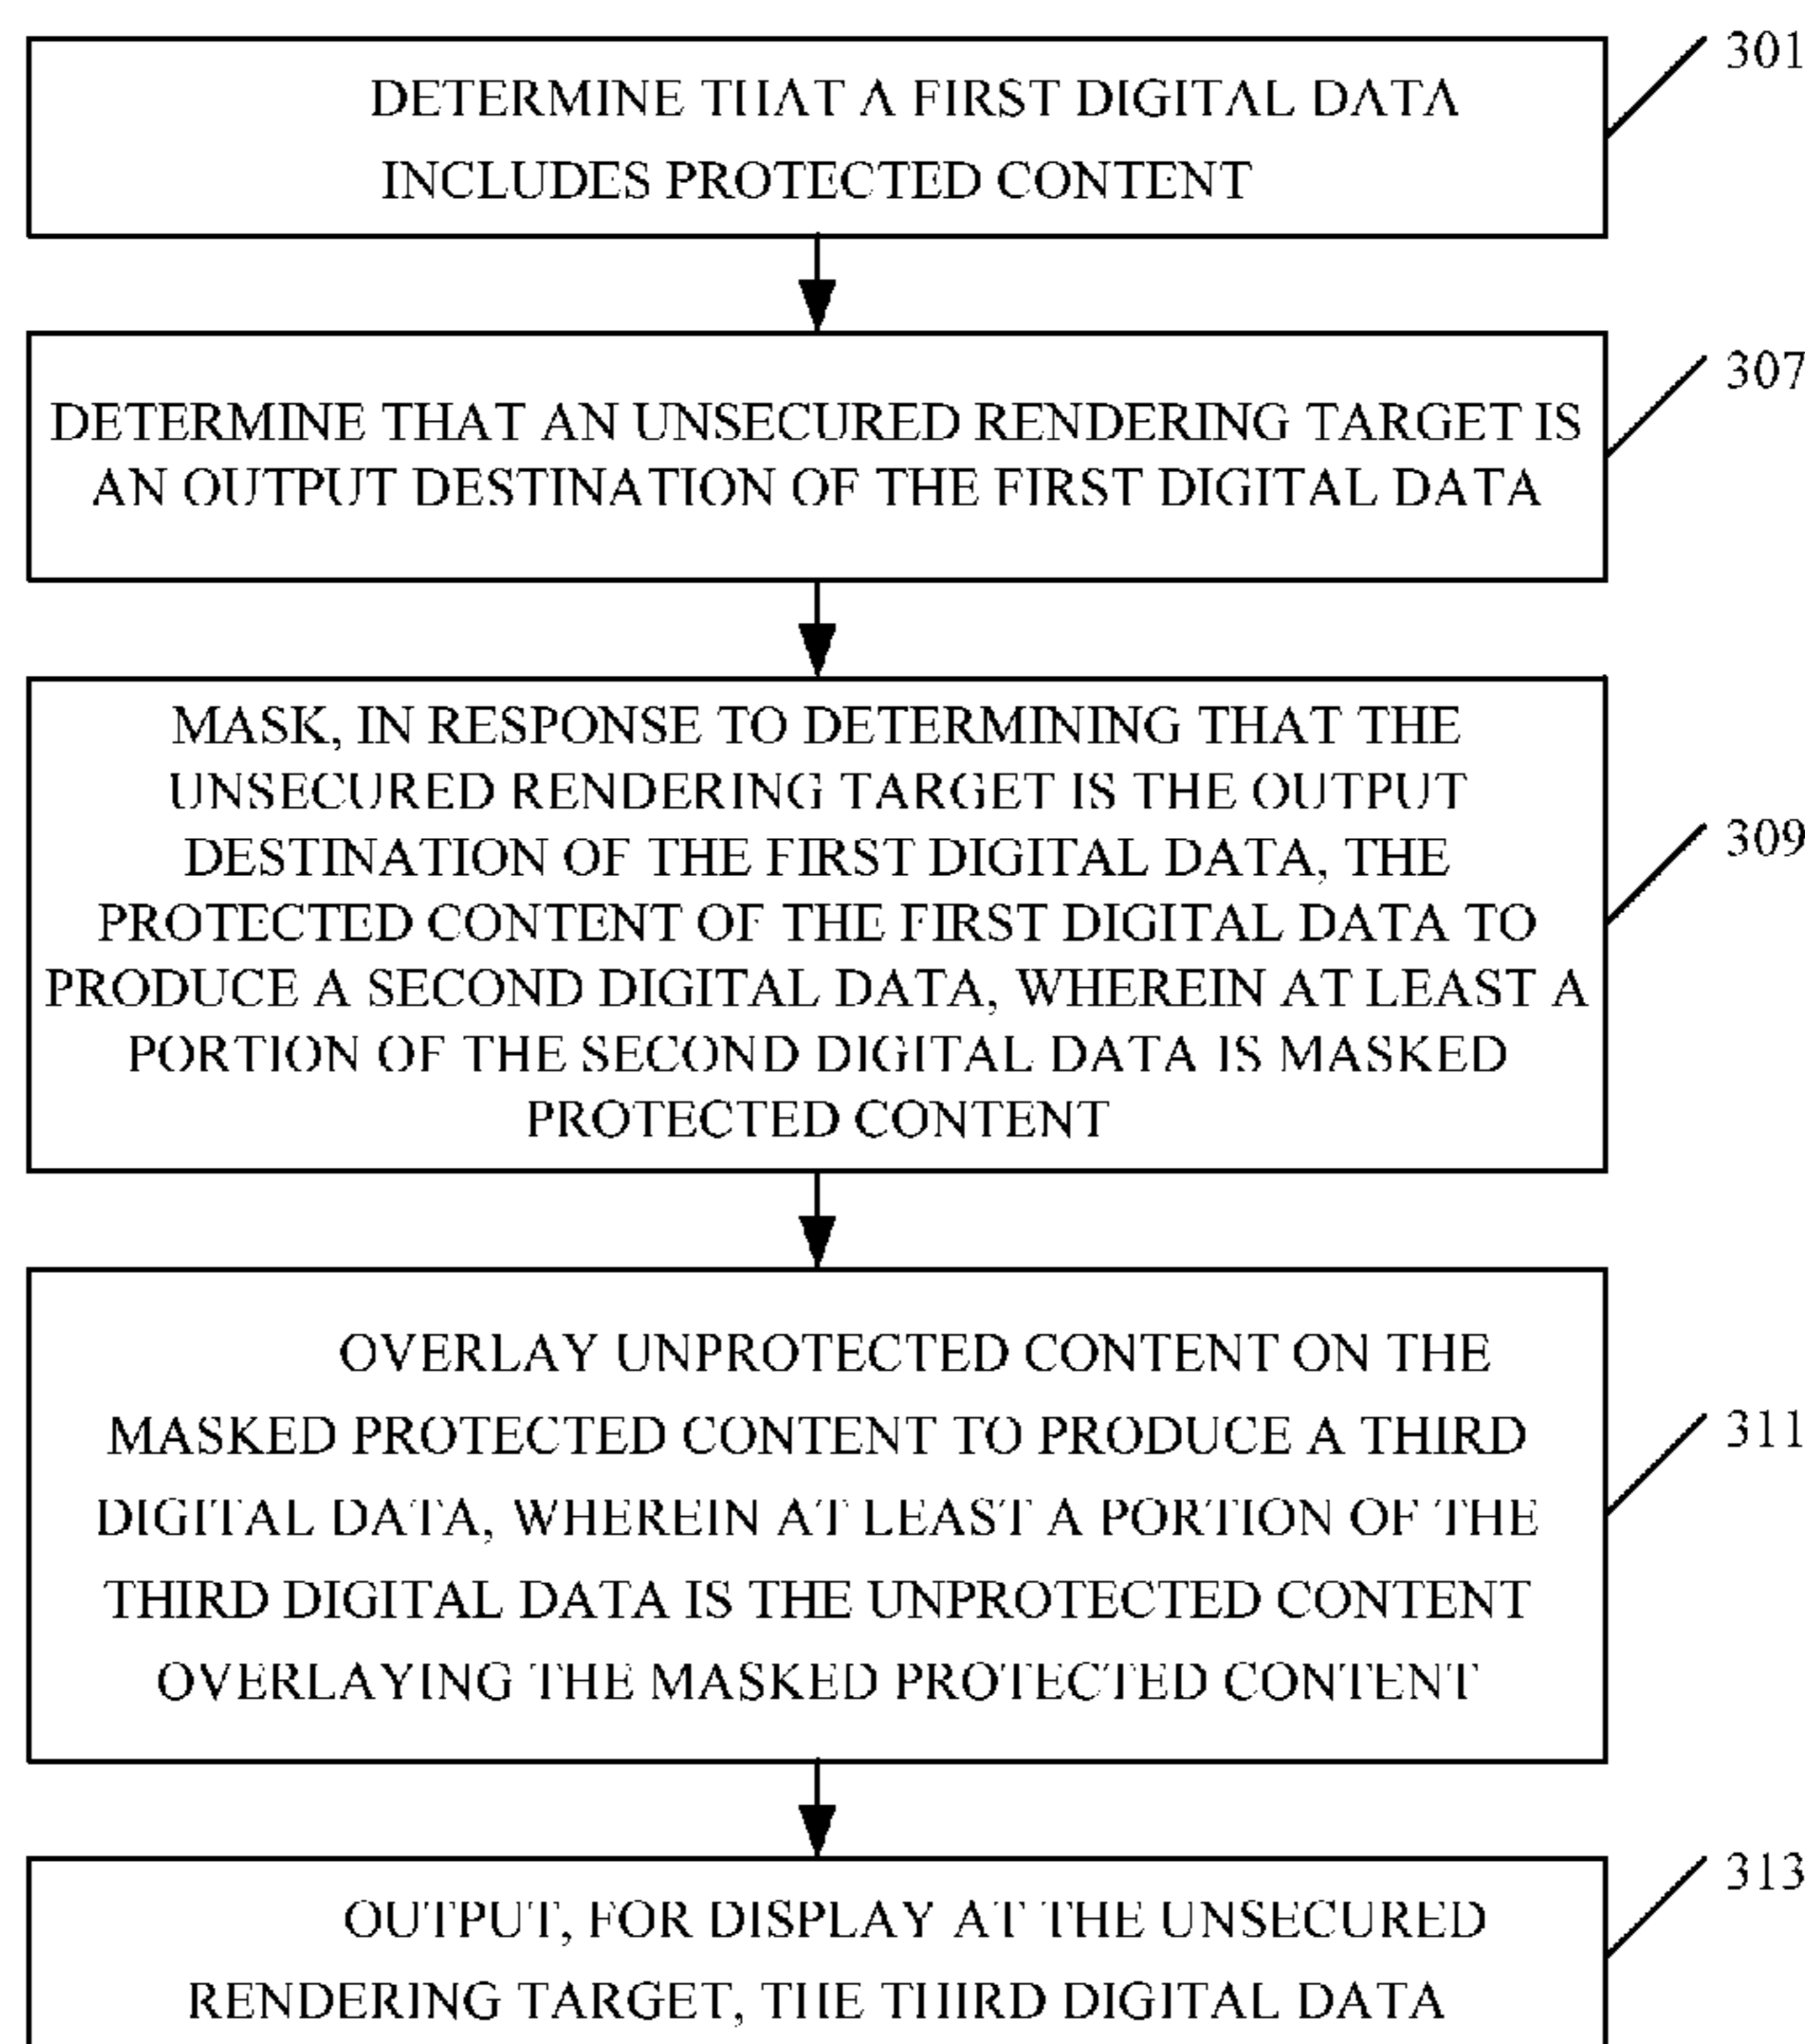 301
DETERMINE THAT A FIRST DIGITAL DATA
INCLUDES PROTECTED CONTENT
307
DETERMINE THAT AN UNSECURED RENDERING TARGET IS
AN OUTPUT DESTINATION OF THE FIRST DIGITAL DATA
MASK, IN RESPONSE TO DETERMINING THAT THE
UNSECURED RENDERING TARGET IS THE OUTPUT
309
DESTINATION OF THE FIRST DIGITAL DATA, THE
PROTECTED CONTENT OF THE FIRST DIGITAL DATA TO
PRODUCE A SECOND DIGITAL DATA, WHEREIN AT LEAST A
PORTION OF THE SECOND DIGITAL DATA IS MASKED
PROTECTED CONTENT
OVERLAY UNPROTECTED CONTENT ON THE
311
MASKED PROTECTED CONTENT TO PRODUCE A THIRD
DIGITAL DATA, WHEREIN AT LEAST A PORTION OF THE
THIRD DIGITAL DATA IS THE UNPROTECTED CONTENT
OVERLAYING THE MASKED PROTECTED CONTENT
313
OUTPUT, FOR DISPLAY AT THE UNSECURED
RENDERING TARGET, THE THIRD DIGITAL DATA